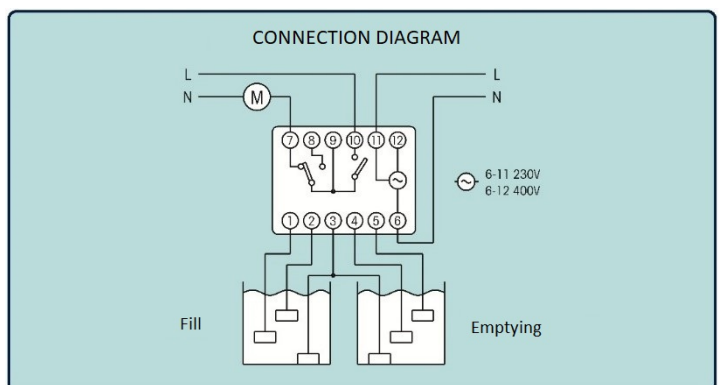 CONNECTION DIAGRAM
L L
N M N
7 8 9 10 11 12
6-11 230V
6-12 400V
1 2 3 4 5 6
Fill Emptying